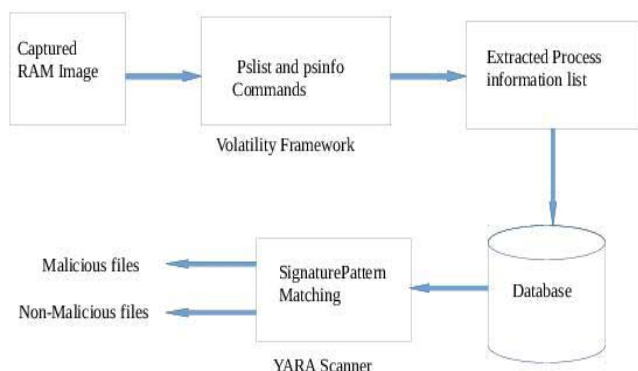 Captured
RAM Image
Pslist and psinfo
Commands
Extracted Process
information list
Volatility Framework
Malicious files
Non-Malicious files
SignaturePattern
Matching
Database
YARA Scanner